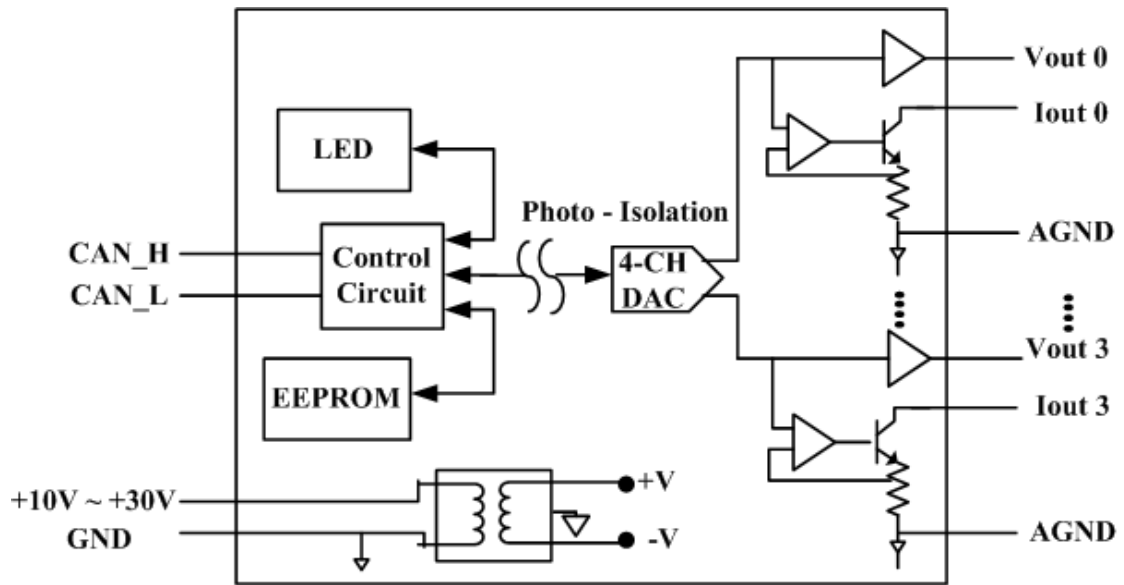 Vout 0
Iout 0
LED
Photo - Isolation
AGND
CAN_H
Control
Circuit
4-CH
DAC
CAN_L
Vout 3
EEPROM
Iout 3
+V
+10V ~ +30V
GND
-V
AGND